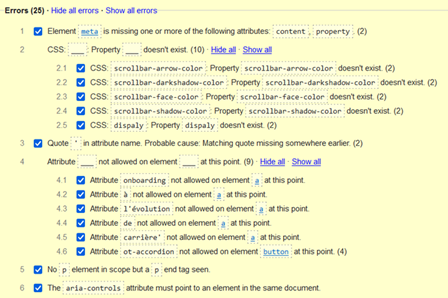 Errors (25) · Hide all errors · Show all errors
1 Element meta is missing one or more of the following attributes: content , property . (2)
2 CSS: ___ : Property ___ doesn't exist. (10) · Hide all · Show all
2.1 CSS: scrollbar-arrow-color : Property scrollbar-arrow-color doesn't exist. (2)
2.2 CSS: scrollbar-darkshadow-color : Property scrollbar-darkshadow-color doesn't exist. (2)
2.3 CSS: scrollbar-face-color : Property scrollbar-face-color doesn't exist. (2)
2.4 CSS: scrollbar-shadow-color : Property scrollbar-shadow-color doesn't exist. (2)
2.5 CSS: dispaly : Property dispaly doesn't exist. (2)
3 Quote ' in attribute name. Probable cause: Matching quote missing somewhere earlier. (2)
4 Attribute ___ not allowed on element ___ at this point. (9) · Hide all · Show all
4.1 Attribute onboarding not allowed on element a at this point.
4.2 Attribute à not allowed on element a at this point.
4.3 Attribute l'évolution not allowed on element a at this point.
4.4 Attribute de not allowed on element a at this point.
4.5 Attribute carrière' not allowed on element a at this point.
4.6 Attribute ot-accordion not allowed on element button at this point. (4)
5 No p element in scope but a p end tag seen.
6 The aria-controls attribute must point to an element in the same document.